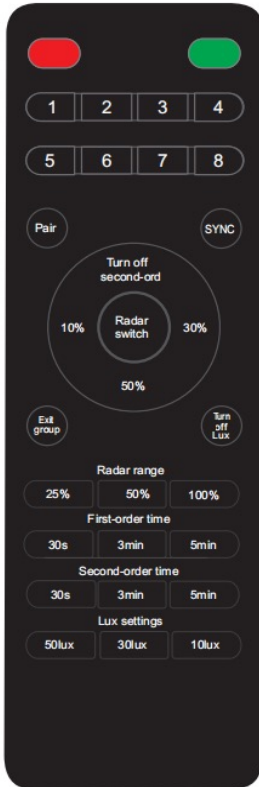 1 2 3 4
5 6 7 8
Pair
SYNC
Turn off
second-ord
10%
Radar
switch
30%
50%
Exit
group
Turn
off
Lux
Radar range
25% 50% 100%
First-order time
30s 3min 5min
Second-order time
30s 3min 5min
Lux settings
50lux 30lux 10lux